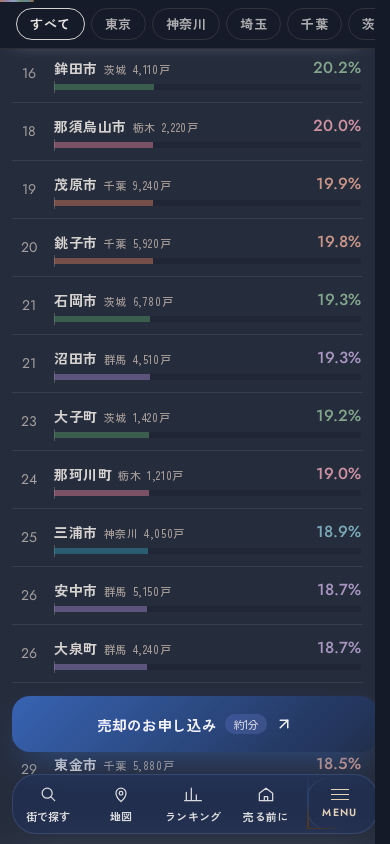 すべて 東京 神奈川 埼玉 千葉 茨
16 鉾田市 茨城 4,110戸 20.2%
18 那須烏山市 栃木 2,220戸 20.0%
19 茂原市 千葉 9,240戸 19.9%
20 銚子市 千葉 5,920戸 19.8%
21 石岡市 茨城 6,780戸 19.3%
21 沼田市 群馬 4,510戸 19.3%
23 大子町 茨城 1,420戸 19.2%
24 那珂川町 栃木 1,210戸 19.0%
25 三浦市 神奈川 4,050戸 18.9%
26 安中市 群馬 5,150戸 18.7%
26 大泉町 群馬 4,240戸 18.7%
売却のお申し込み 約1分
29 東金市 千葉 5,880戸 18.5%
街で探す 地図 ランキング 売る前に MENU